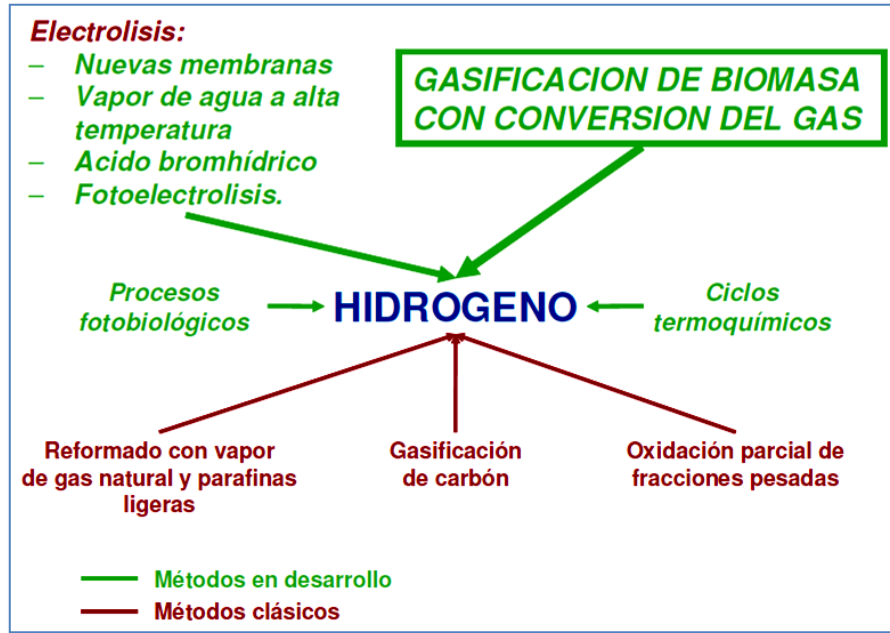 Electrolisis:
– Nuevas membranas
– Vapor de agua a alta
temperatura
– Acido bromhídrico
– Fotoelectrolisis.
GASIFICACION DE BIOMASA
CON CONVERSION DEL GAS
Procesos
fotobiológicos
HIDROGENO
Ciclos
termoquímicos
Reformado con vapor
de gas natural y parafinas
ligeras
Gasificación
de carbón
Oxidación parcial de
fracciones pesadas
Métodos en desarrollo
Métodos clásicos